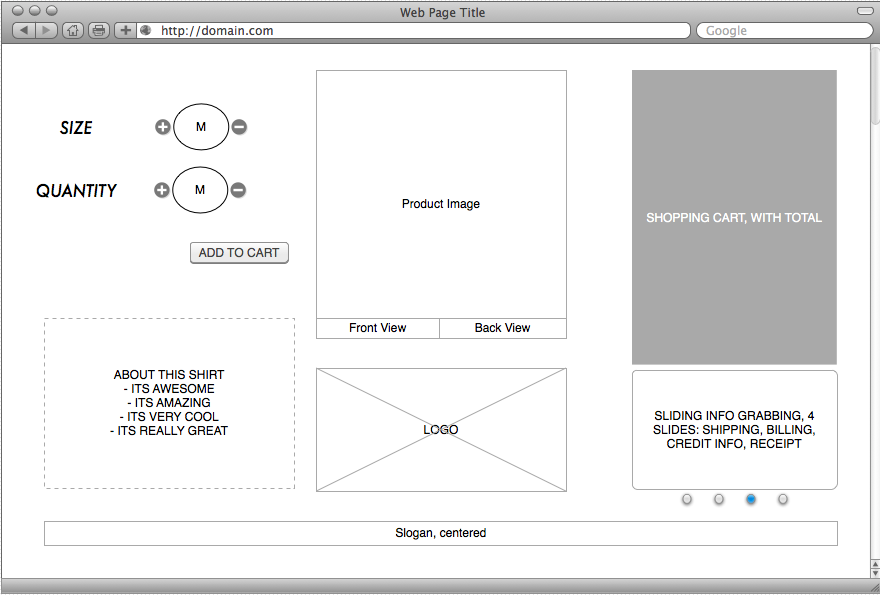 Web Page Title
http://domain.com
Google
SIZE
M
QUANTITY
M
ADD TO CART
ABOUT THIS SHIRT
- ITS AWESOME
- ITS AMAZING
- ITS VERY COOL
- ITS REALLY GREAT
Product Image
Front View
Back View
LOGO
SHOPPING CART, WITH TOTAL
SLIDING INFO GRABBING, 4
SLIDES: SHIPPING, BILLING,
CREDIT INFO, RECEIPT
Slogan, centered